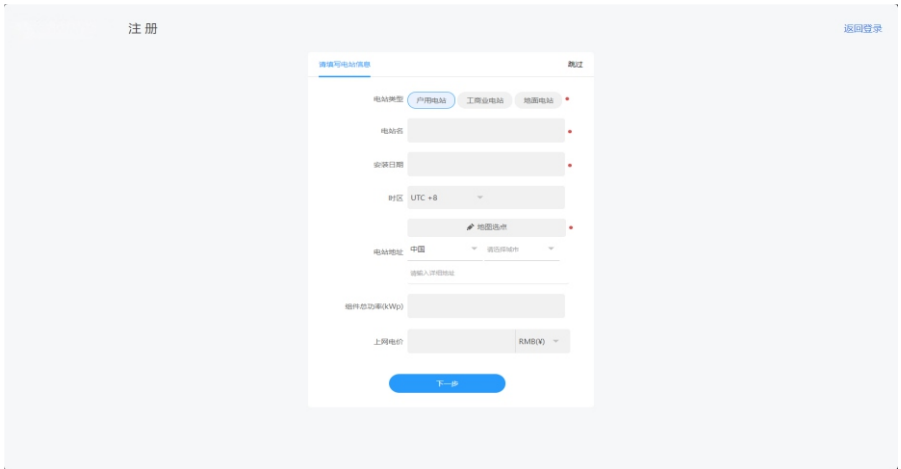 注 册
返回登录
请填写电站信息
跳过
电站类型 户用电站 工商业电站 地面电站 *
电站名 *
安装日期 *
时区 UTC +8
地图选点 *
电站地址 中国 请选择城市
请输入详细地址
组件总功率(kWp)
上网电价 RMB(¥)
下一步